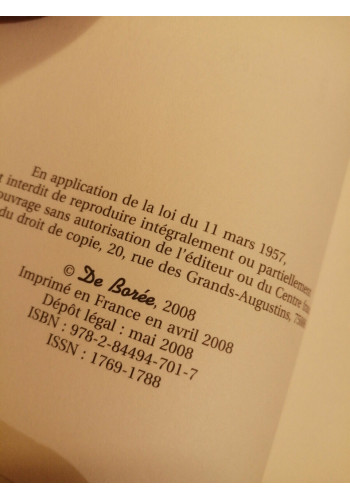 En application de la loi du 11 mars 1957,
interdit de reproduire intégralement ou partiellement
ouvrage sans autorisation de l'éditeur ou du Centre
du droit de copie, 20, rue des Grands-Augustins,
© De Borée, 2008
Imprimé en France en avril 2008
Dépôt légal : mai 2008
ISBN : 978-2-84494-701-7
ISSN : 1769-1788